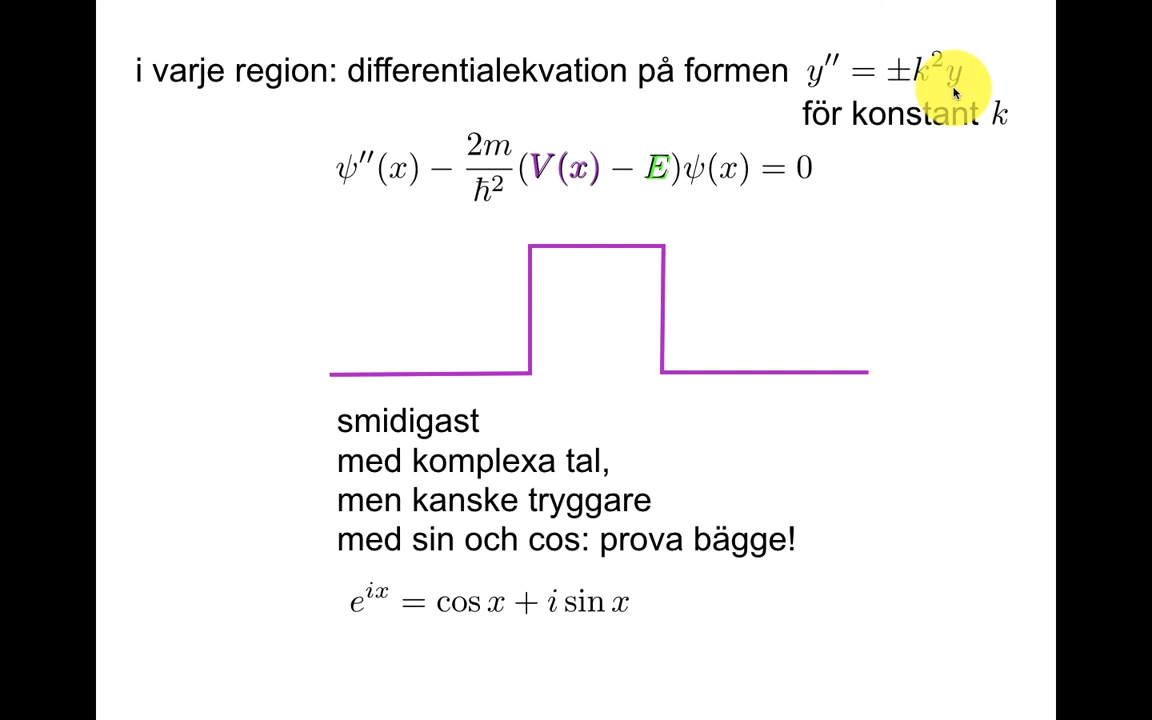 i varje region: differentialekvation på formen y″ = ±k²y
för konstant k
ψ″(x) − 2m/ħ² (V(x) − E)ψ(x) = 0
smidigast
med komplexa tal,
men kanske tryggare
med sin och cos: prova bägge!
e^{ix} = cos x + i sin x